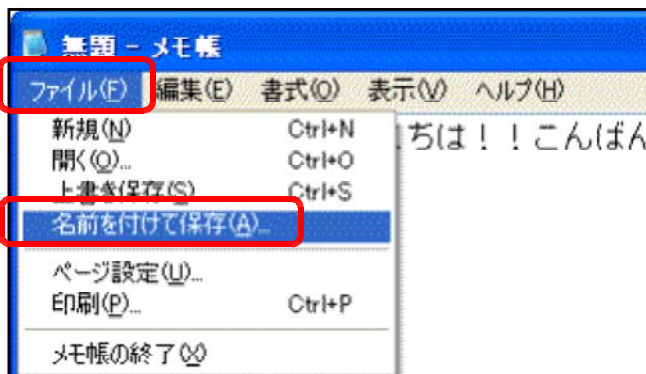 無題 - メモ帳
ファイル(F) 編集(E) 書式(O) 表示(V) ヘルプ(H)
新規(N) Ctrl+N
開く(O)... Ctrl+O
上書き保存(S) Ctrl+S
名前を付けて保存(A)...
ページ設定(U)...
印刷(P)... Ctrl+P
メモ帳の終了(X)
ちは！！こんばん